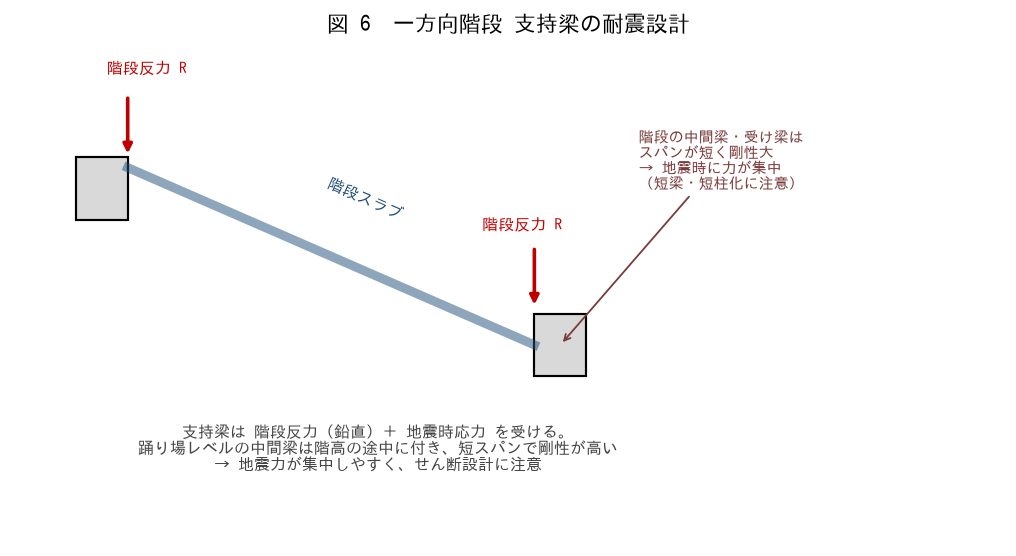 図 6　一方向階段 支持梁の耐震設計
階段反力 R
階段の中間梁・受け梁は
スパンが短く剛性大
→ 地震時に力が集中
（短梁・短柱化に注意）
階段スラブ
階段反力 R
支持梁は 階段反力（鉛直）＋ 地震時応力 を受ける。
踊り場レベルの中間梁は階高の途中に付き、短スパンで剛性が高い
→ 地震力が集中しやすく、せん断設計に注意